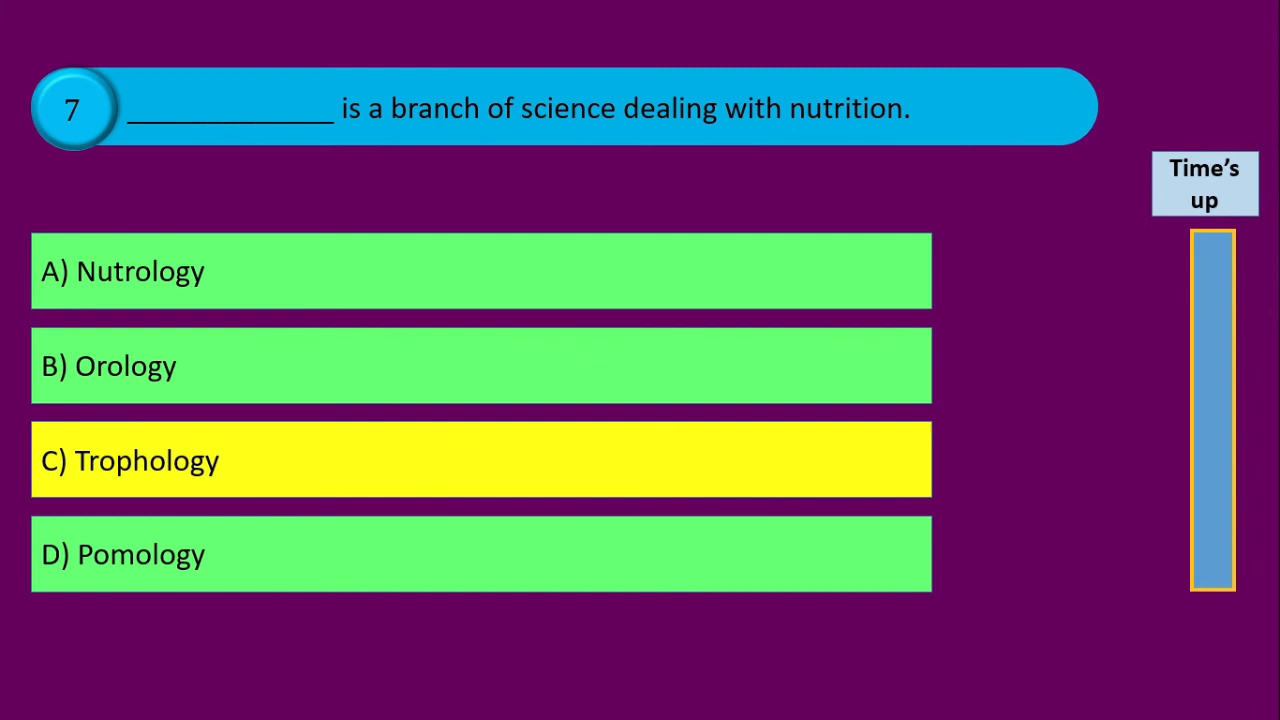 7 _____________ is a branch of science dealing with nutrition.
Time’s
up
A) Nutrology
B) Orology
C) Trophology
D) Pomology